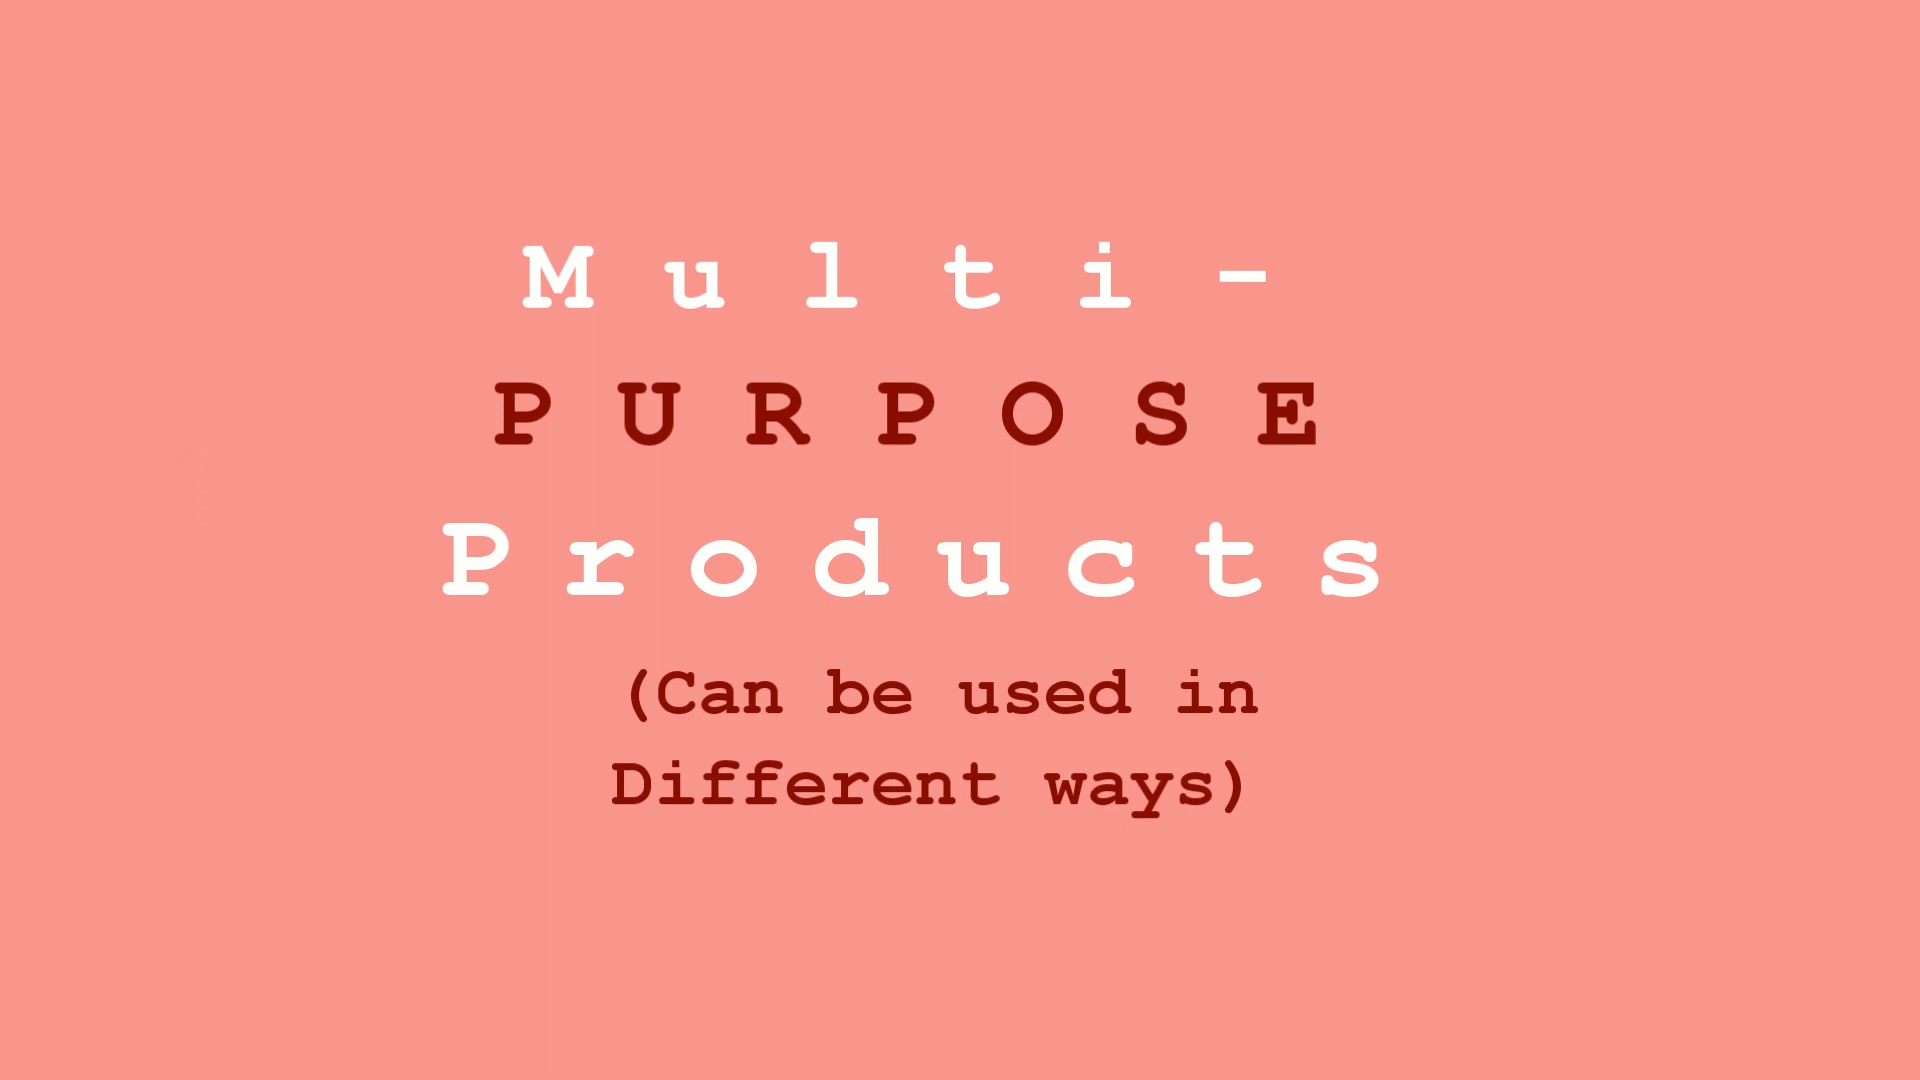 Multi-
PURPOSE
Products
(Can be used in
Different ways)